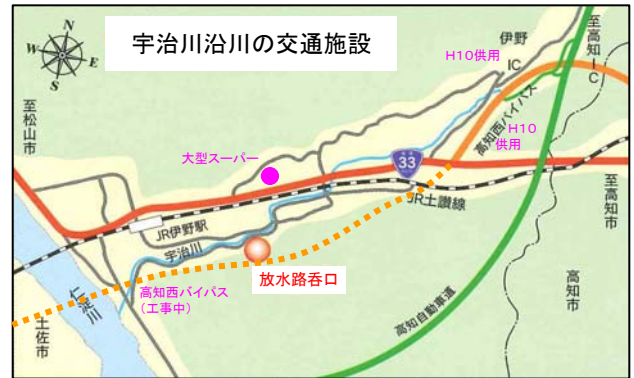 宇治川沿川の交通施設
N
W
E
S
至松山市
伊野
IC
H10供用
至高知IC
高知西バイパス
H10
供用
大型スーパー
33
JR土讃線
至高知市
JR伊野駅
宇治川
放水路呑口
高知西バイパス
（工事中）
仁淀川
土佐市
高知自動車道
高知市